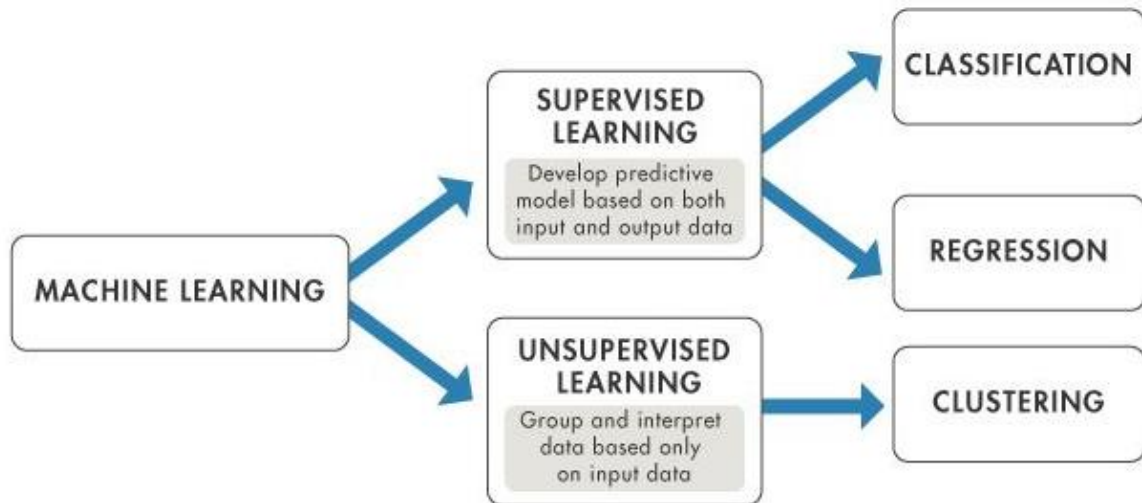 MACHINE LEARNING
SUPERVISED
LEARNING
Develop predictive
model based on both
input and output data
UNSUPERVISED
LEARNING
Group and interpret
data based only
on input data
CLASSIFICATION
REGRESSION
CLUSTERING